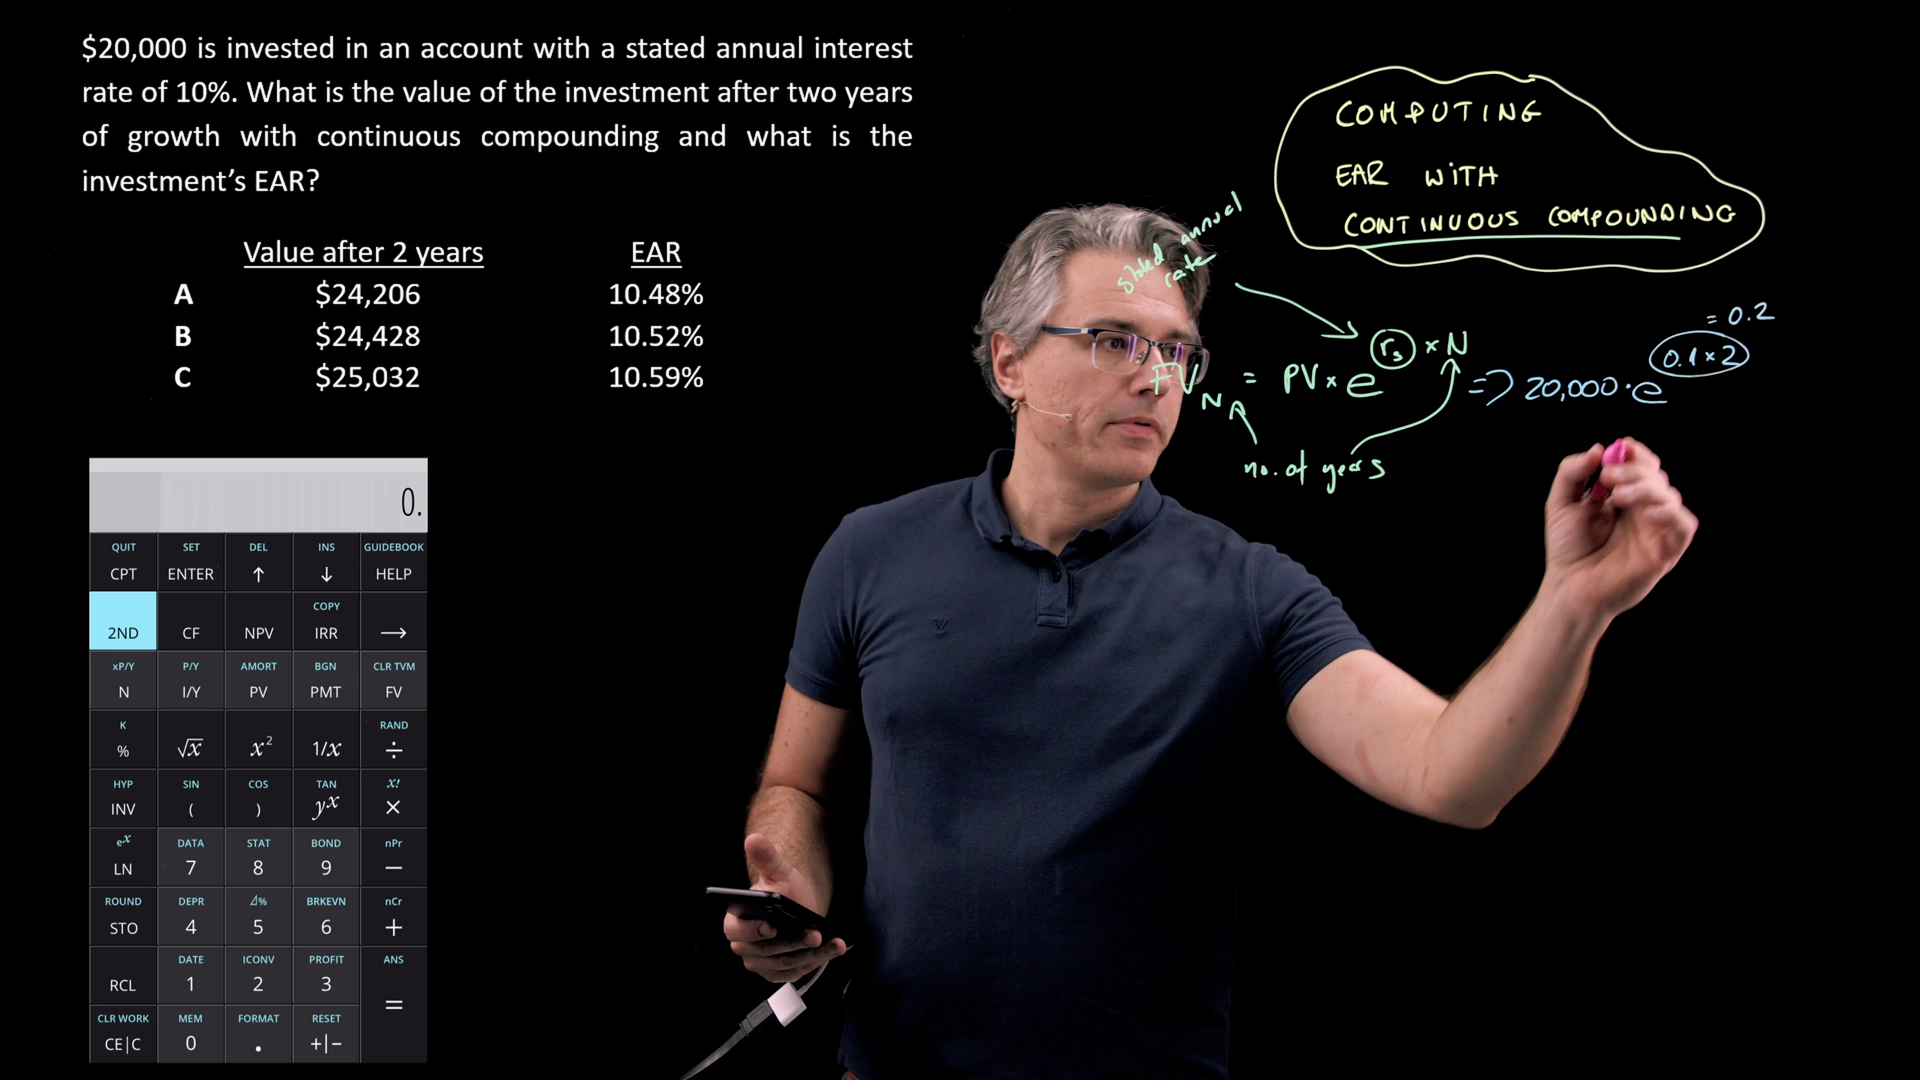 $20,000 is invested in an account with a stated annual interest
rate of 10%. What is the value of the investment after two years
of growth with continuous compounding and what is the
investment's EAR?
Value after 2 years EAR
A $24,206 10.48%
B $24,428 10.52%
C $25,032 10.59%
COMPUTING
EAR WITH
CONTINUOUS COMPOUNDING
stated annual
rate
= 0.2
0.1 × 2
rs × N
FVN = PV × e => 20,000 · e
no. of years
0.
QUIT SET DEL INS GUIDEBOOK
CPT ENTER ↑ ↓ HELP
COPY
2ND CF NPV IRR →
xP/Y P/Y AMORT BGN CLR TVM
N I/Y PV PMT FV
K RAND
% √x x² 1/x ÷
HYP SIN COS TAN x!
INV ( ) yˣ ×
eˣ DATA STAT BOND nPr
LN 7 8 9 −
ROUND DEPR ⊿% BRKEVN nCr
STO 4 5 6 +
DATE ICONV PROFIT ANS
RCL 1 2 3 =
CLR WORK MEM FORMAT RESET
CE|C 0 . +|−